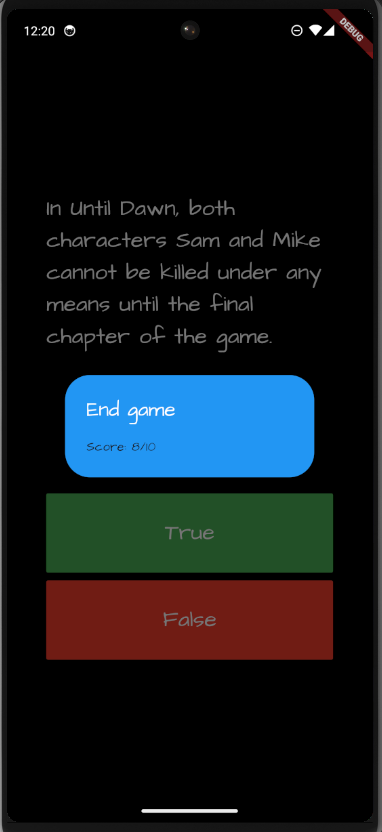 12:20
DEBUG
In Until Dawn, both
characters Sam and Mike
cannot be killed under any
means until the final
chapter of the game.
End game
Score: 8/10
True
False